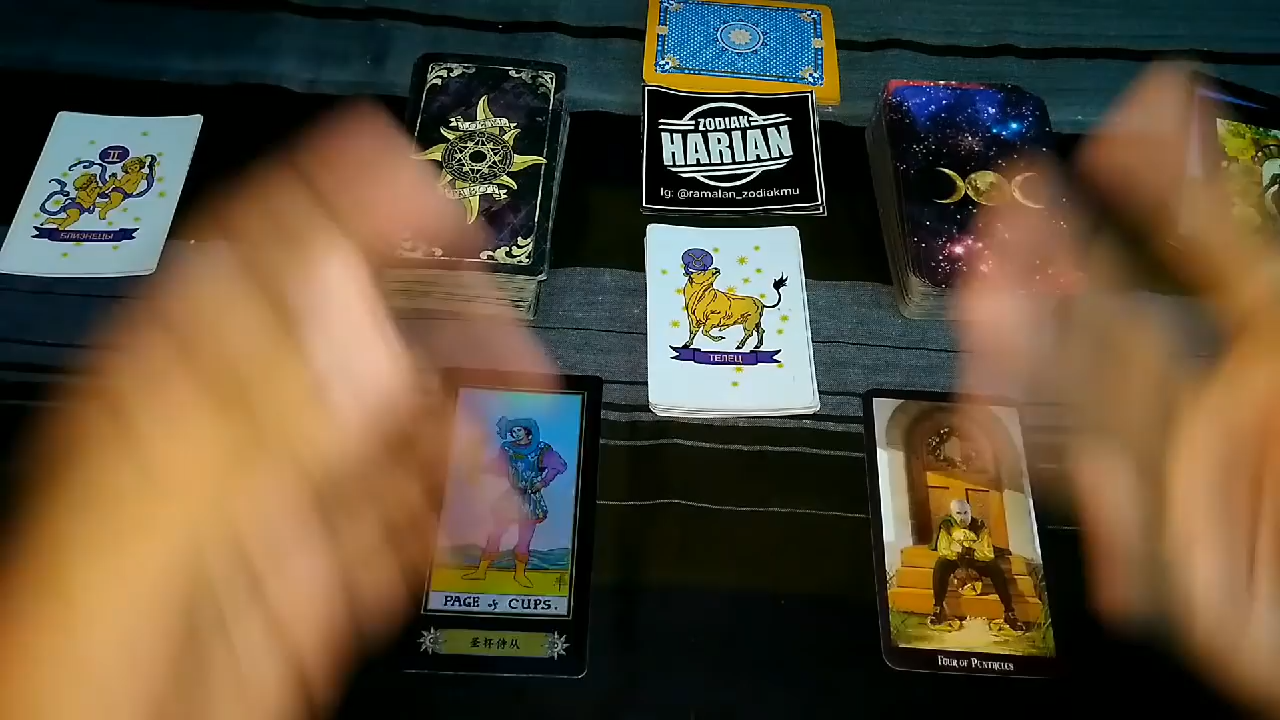 ZODIAK
HARIAN
Ig: @ramalan_zodiakmu
БЛИЗНЕЦЫ
ТЕЛЕЦ
PAGE of CUPS.
圣杯侍从
FOUR OF PENTACLES